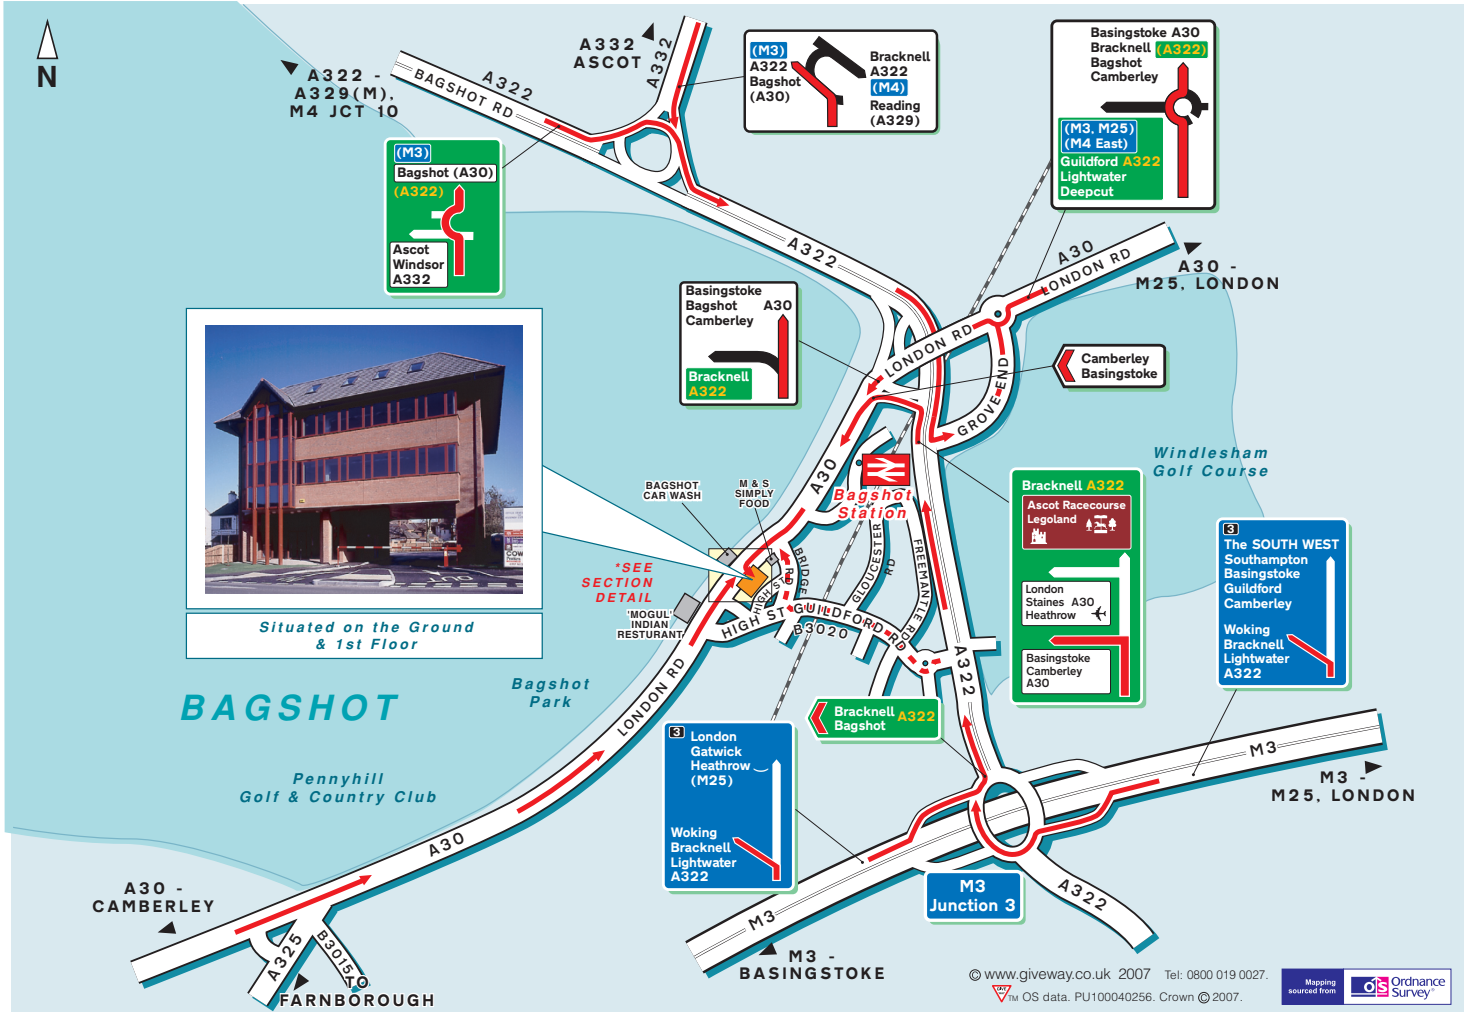 N
A332
ASCOT
A322 -
A329(M),
M4 JCT 10
BAGSHOT RD
A322
A332
(M3)
A322
Bagshot
(A30)
Bracknell
A322
(M4)
Reading
(A329)
Basingstoke A30
Bracknell (A322)
Bagshot
Camberley
(M3, M25)
(M4 East)
Guildford A322
Lightwater
Deepcut
(M3)
Bagshot (A30)
(A322)
Ascot
Windsor
A332
A322
A30
LONDON RD
A30 -
M25, LONDON
Basingstoke
Bagshot A30
Camberley
Bracknell
A322
LONDON RD
Camberley
Basingstoke
GROVE END
Windlesham
Golf Course
A30
Bagshot
Station
BAGSHOT
CAR WASH
M & S
SIMPLY
FOOD
*SEE
SECTION
DETAIL
'MOGUL'
INDIAN
RESTURANT
BRIDGE
RD
HIGH ST
HIGH ST
GUILDFORD RD
B3020
GLOUCESTER
RD
FREEMANTLE RD
A322
Bracknell A322
Ascot Racecourse
Legoland
London
Staines A30
Heathrow
Basingstoke
Camberley
A30
3
The SOUTH WEST
Southampton
Basingstoke
Guildford
Camberley
Woking
Bracknell
Lightwater
A322
Situated on the Ground
& 1st Floor
BAGSHOT
Bagshot
Park
Pennyhill
Golf & Country Club
LONDON RD
Bracknell A322
Bagshot
3
London
Gatwick
Heathrow
(M25)
Woking
Bracknell
Lightwater
A322
M3
M3 -
M25, LONDON
M3
Junction 3
A322
A30
A30 -
CAMBERLEY
A325
B3015
TO
FARNBOROUGH
M3
M3 -
BASINGSTOKE
© www.giveway.co.uk 2007 Tel: 0800 019 0027.
GIVE WAY TM OS data. PU100040256. Crown © 2007.
Mapping
sourced from
OS Ordnance
Survey®